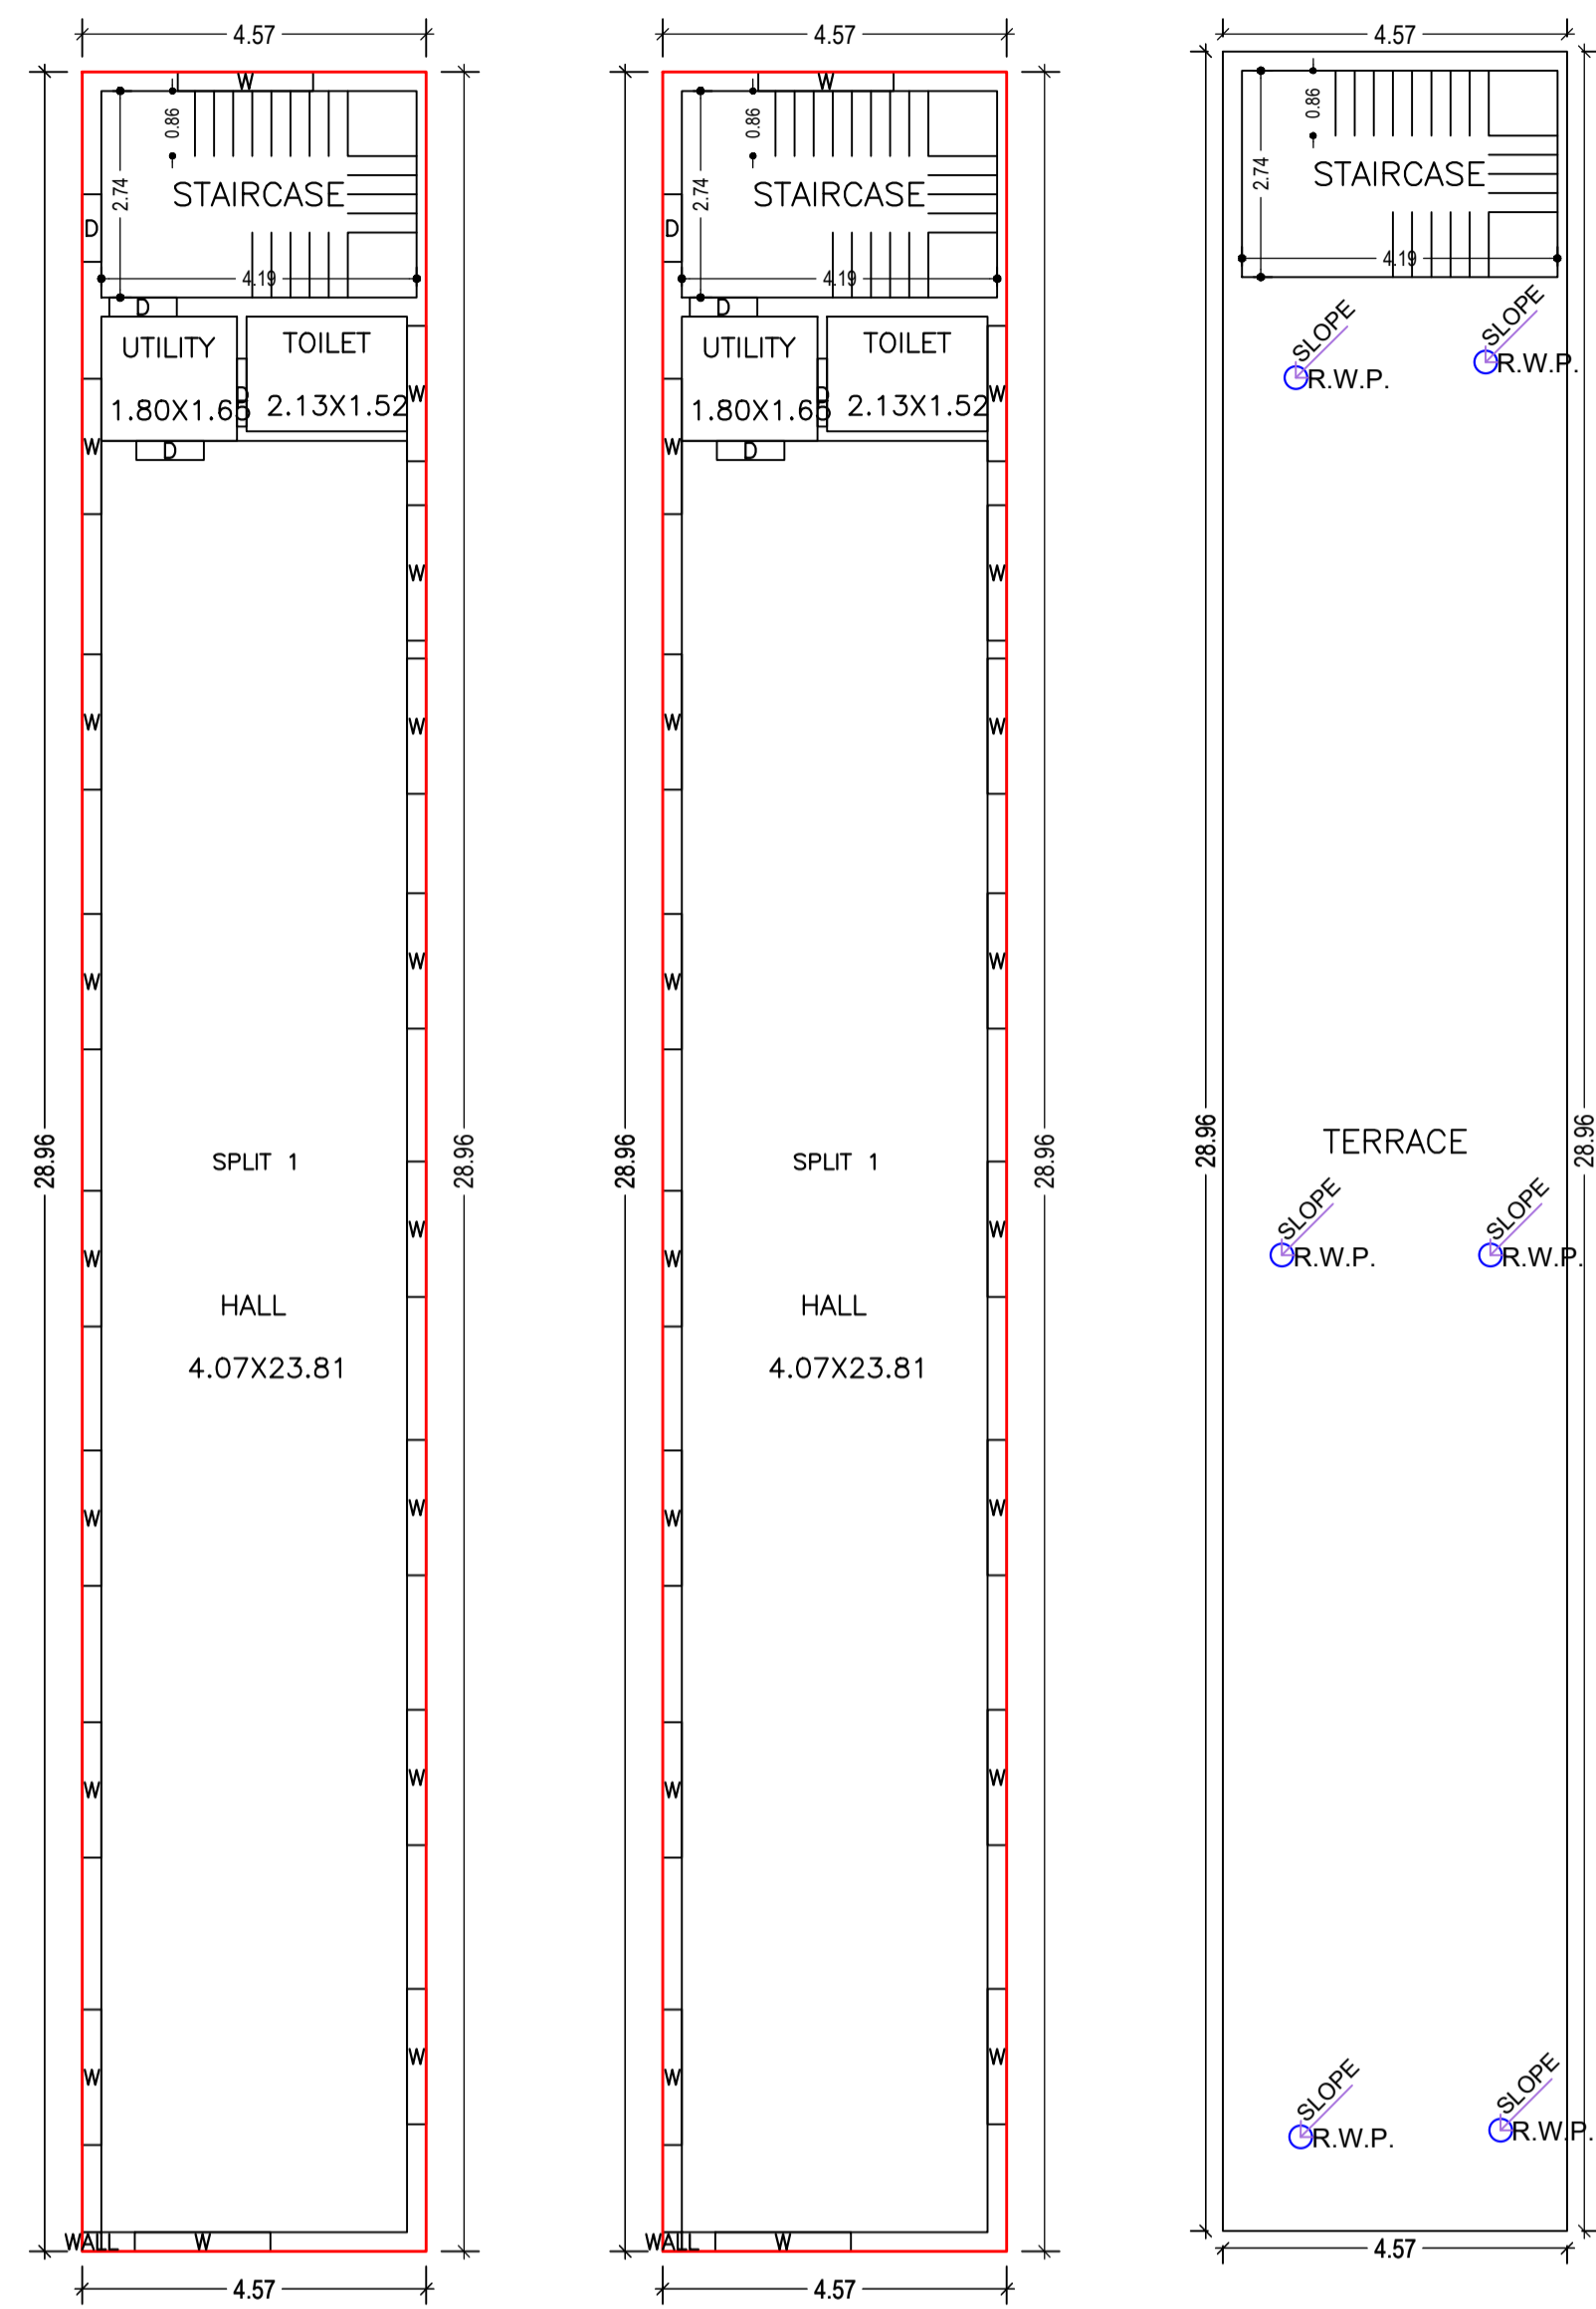 4.57
W
0.86
2.74
STAIRCASE
D
4.19
D
UTILITY
TOILET
1.80X1.65
D
2.13X1.52
W
W
D
W
W
W
W
W
28.96
SPLIT 1
28.96
W
W
HALL
4.07X23.81
W
W
W
W
W
W
WALL
W
4.57
4.57
W
0.86
2.74
STAIRCASE
D
4.19
D
UTILITY
TOILET
1.80X1.65
D
2.13X1.52
W
W
D
W
W
W
W
W
28.96
SPLIT 1
28.96
W
W
HALL
4.07X23.81
W
W
W
W
W
W
WALL
W
4.57
4.57
0.86
2.74
STAIRCASE
4.19
SLOPE
R.W.P.
SLOPE
R.W.P.
28.96
TERRACE
28.96
SLOPE
R.W.P.
SLOPE
R.W.P.
SLOPE
R.W.P.
SLOPE
R.W.P.
4.57